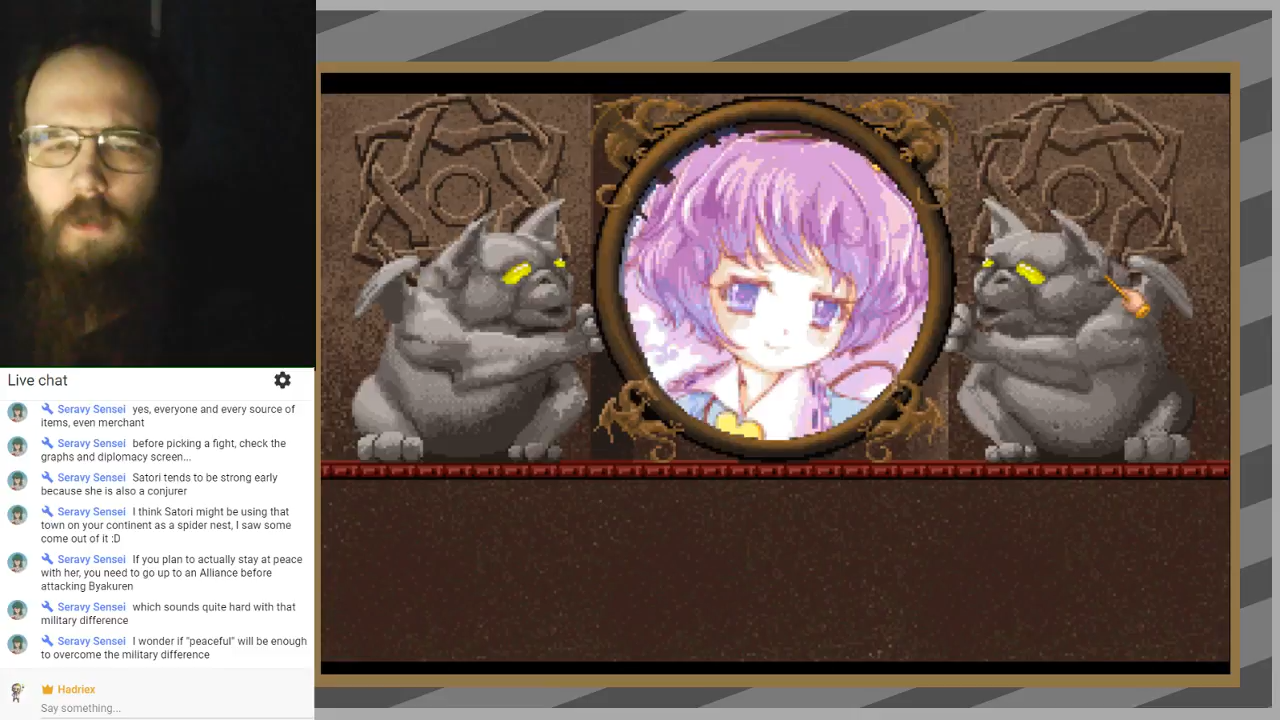 Live chat
Seravy Sensei yes, everyone and every source of
items, even merchant
Seravy Sensei before picking a fight, check the
graphs and diplomacy screen...
Seravy Sensei Satori tends to be strong early
because she is also a conjurer
Seravy Sensei I think Satori might be using that
town on your continent as a spider nest, I saw some
come out of it :D
Seravy Sensei If you plan to actually stay at peace
with her, you need to go up to an Alliance before
attacking Byakuren
Seravy Sensei which sounds quite hard with that
military difference
Seravy Sensei I wonder if "peaceful" will be enough
to overcome the military difference
Hadriex
Say something...